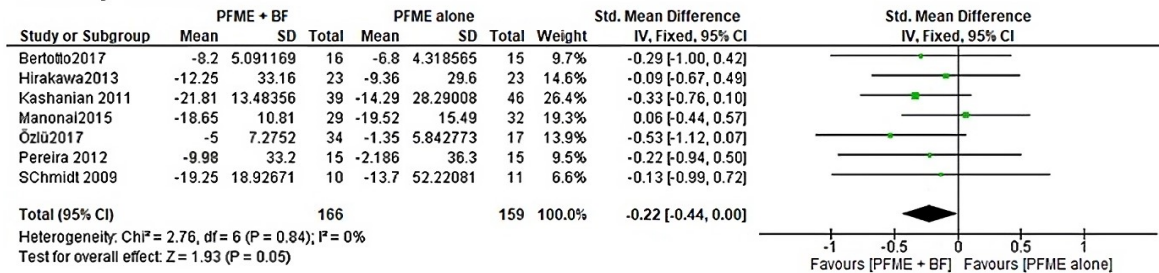 PFME + BF PFME alone Std. Mean Difference Std. Mean Difference
Study or Subgroup Mean SD Total Mean SD Total Weight IV, Fixed, 95% CI IV, Fixed, 95% CI
Bertotto2017 -8.2 5.091169 16 -6.8 4.318565 15 9.7% -0.29 [-1.00, 0.42]
Hirakawa2013 -12.25 33.16 23 -9.36 29.6 23 14.6% -0.09 [-0.67, 0.49]
Kashanian 2011 -21.81 13.48356 39 -14.29 28.29008 46 26.4% -0.33 [-0.76, 0.10]
Manonai2015 -18.65 10.81 29 -19.52 15.49 32 19.3% 0.06 [-0.44, 0.57]
Õzlü2017 -5 7.2752 34 -1.35 5.842773 17 13.9% -0.53 [-1.12, 0.07]
Pereira 2012 -9.98 33.2 15 -2.186 36.3 15 9.5% -0.22 [-0.94, 0.50]
SChmidt 2009 -19.25 18.92671 10 -13.7 52.22081 11 6.6% -0.13 [-0.99, 0.72]
Total (95% CI) 166 159 100.0% -0.22 [-0.44, 0.00]
Heterogeneity: Chi² = 2.76, df = 6 (P = 0.84); I² = 0%
Test for overall effect: Z = 1.93 (P = 0.05)
-1 -0.5 0 0.5 1
Favours [PFME + BF] Favours [PFME alone]